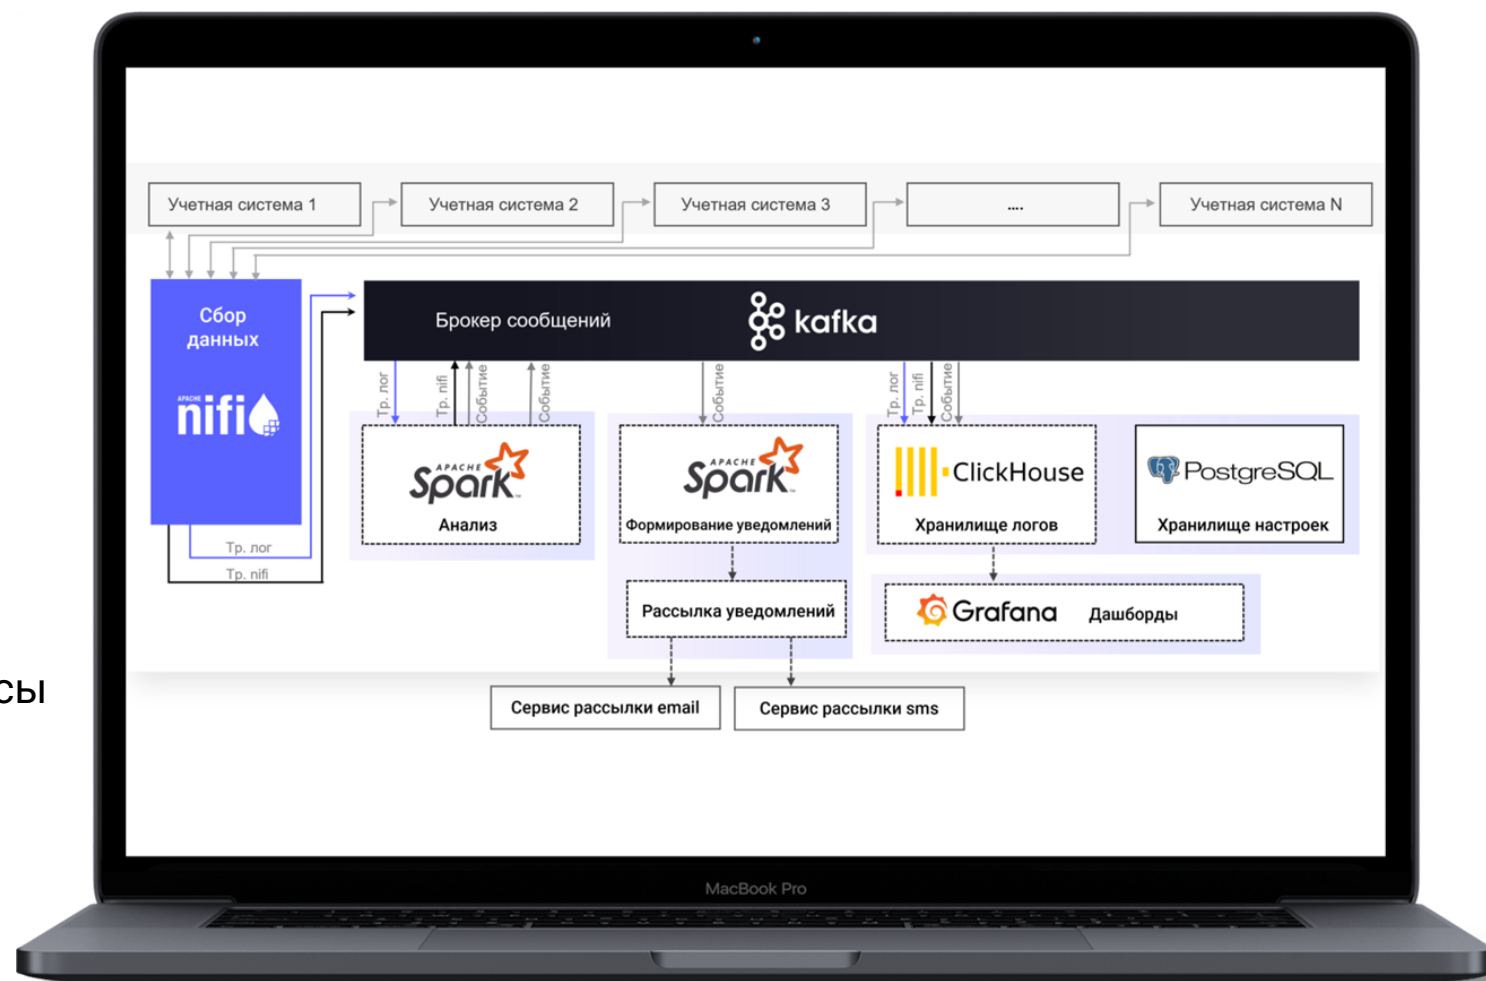 Учетная система 1
Учетная система 2
Учетная система 3
....
Учетная система N
Сбор
данных
APACHE
nifi
Брокер сообщений
kafka
Тр. лог
Тр. nifi
Событие
Событие
Событие
Тр. лог
Тр. nifi
Событие
APACHE
Spark
Анализ
APACHE
Spark
Формирование уведомлений
ClickHouse
Хранилище логов
PostgreSQL
Хранилище настроек
Тр. лог
Тр. nifi
Рассылка уведомлений
Grafana
Дашборды
сы
Сервис рассылки email
Сервис рассылки sms
MacBook Pro